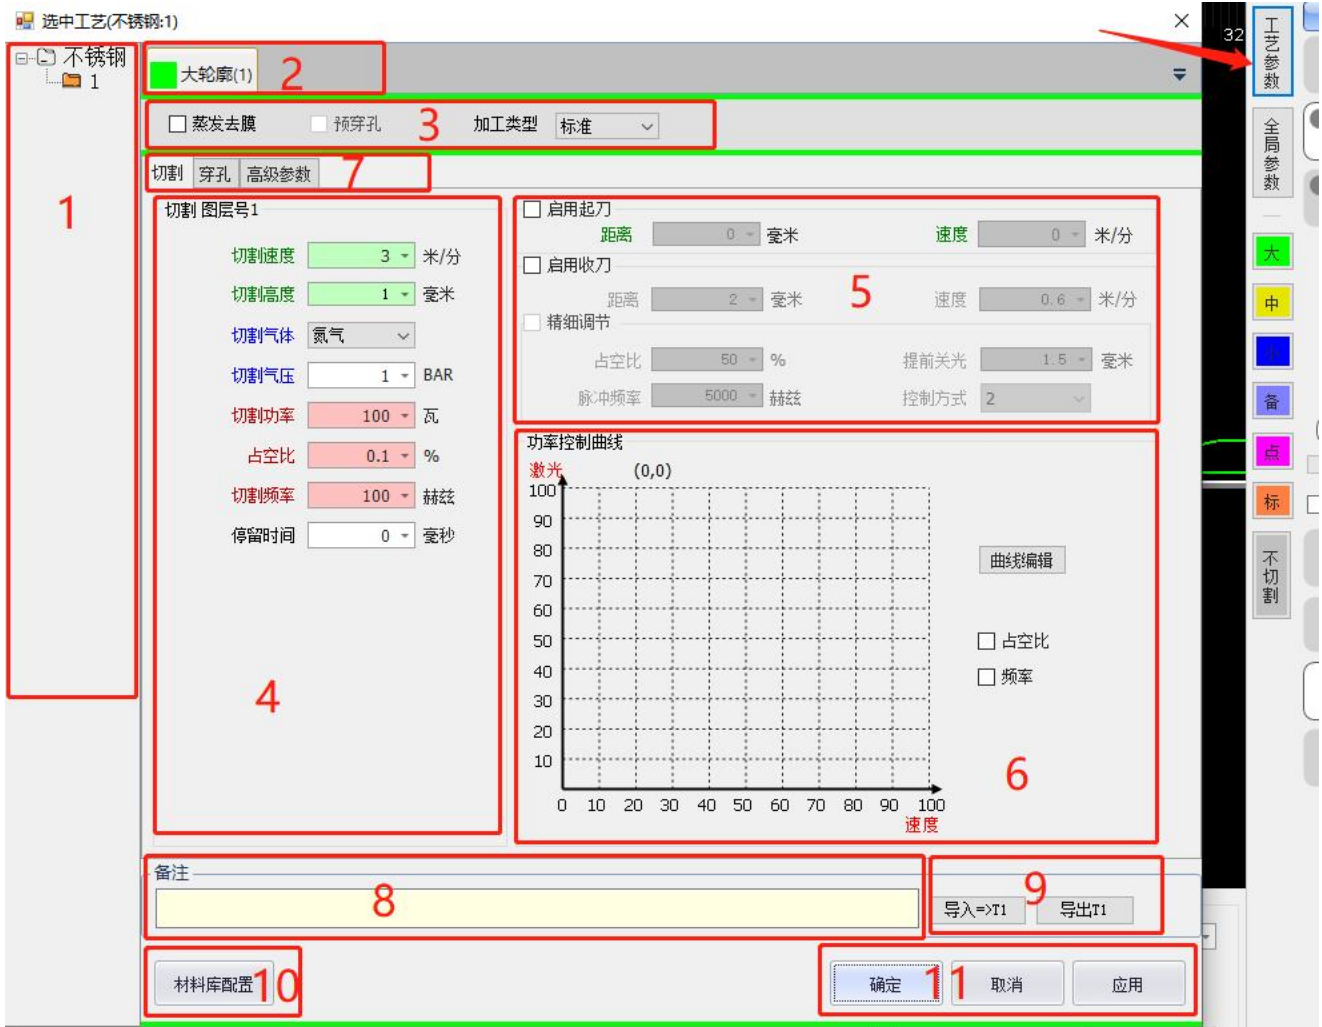 选中工艺(不锈钢:1)
不锈钢
1
1
大轮廓(1)
2
蒸发去膜
预穿孔
3
加工类型
标准
切割
穿孔
高级参数
7
切割 图层号1
切割速度 3 米/分
切割高度 1 毫米
切割气体 氮气
切割气压 1 BAR
切割功率 100 瓦
占空比 0.1 %
切割频率 100 赫兹
停留时间 0 毫秒
4
启用起刀
距离 0 毫米 速度 0 米/分
启用收刀
距离 2 毫米 速度 0.6 米/分
5
精细调节
占空比 50 % 提前关光 1.5 毫米
脉冲频率 5000 赫兹 控制方式 2
功率控制曲线
激光
(0,0)
100
90
80
70
60
50
40
30
20
10
0 10 20 30 40 50 60 70 80 90 100
速度
曲线编辑
占空比
频率
6
备注
8
9
导入=>T1
导出T1
材料库配置
10
确定
11
取消
应用
32
工艺参数
全局参数
大
中
小
备
点
标
不切割